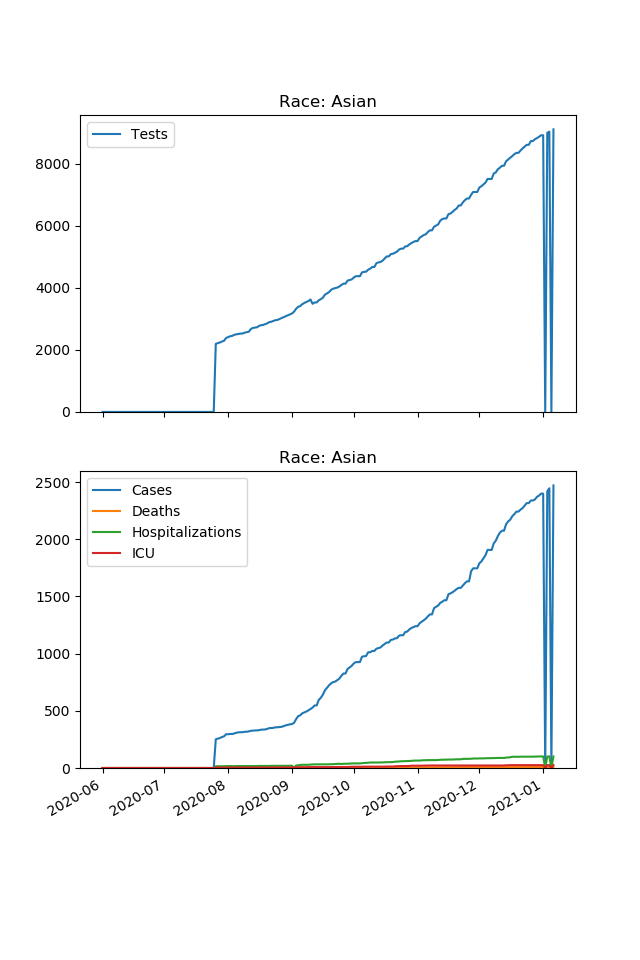 Race: Asian
Tests
8000
6000
4000
2000
0
Race: Asian
Cases
Deaths
Hospitalizations
ICU
2500
2000
1500
1000
500
0
2020-06
2020-07
2020-08
2020-09
2020-10
2020-11
2020-12
2021-01